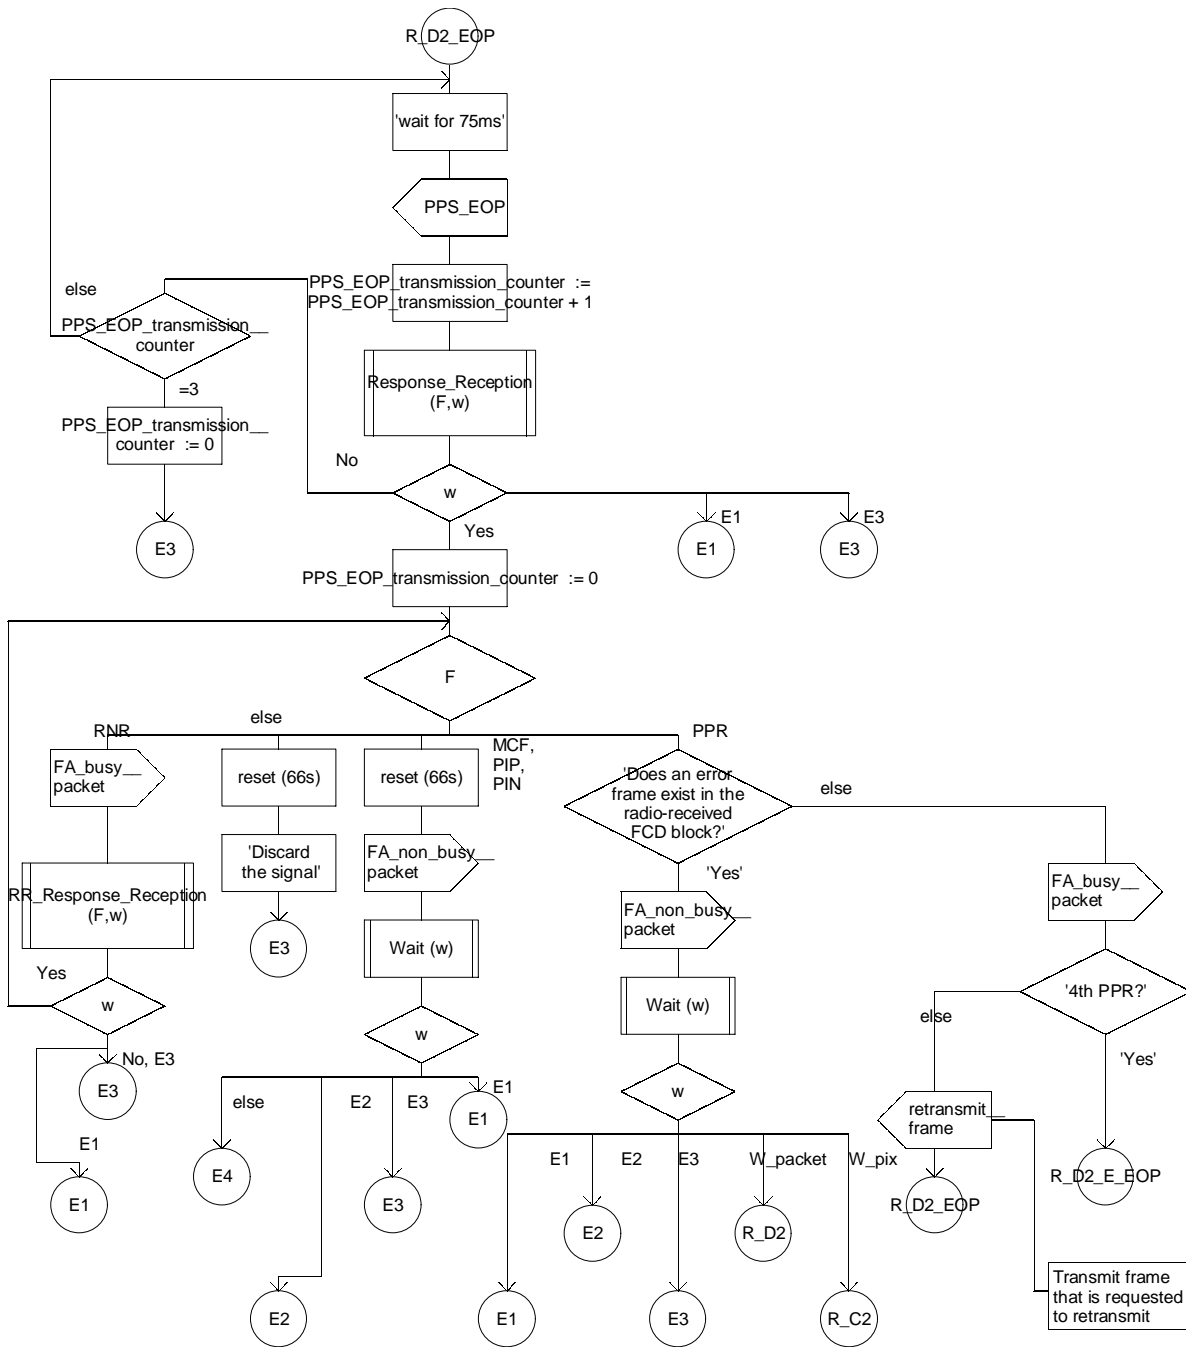 R_D2_EOP
'wait for 75ms'
PPS_EOP
PPS_EOP_transmission_counter :=
PPS_EOP_transmission_counter + 1
else
PPS_EOP_transmission__
counter
=3
PPS_EOP_transmission__
counter := 0
E3
Response_Reception
(F,w)
No
w
Yes
E1
E1
E3
E3
PPS_EOP_transmission_counter := 0
F
RNR
else
MCF,
PIP,
PIN
PPR
FA_busy__
packet
reset (66s)
reset (66s)
'Does an error
frame exist in the
radio-received
FCD block?'
else
'Discard
the signal'
FA_non_busy__
packet
'Yes'
FA_non_busy__
packet
FA_busy__
packet
RR_Response_Reception
(F,w)
E3
Wait (w)
Wait (w)
'4th PPR?'
else
'Yes'
Yes
w
No, E3
E3
E1
E1
w
else
E2
E3
E1
E1
E4
E3
E2
w
E1
E2
E3
W_packet
W_pix
E2
R_D2
E1
E3
R_C2
retransmit__
frame
R_D2_EOP
R_D2_E_EOP
Transmit frame
that is requested
to retransmit